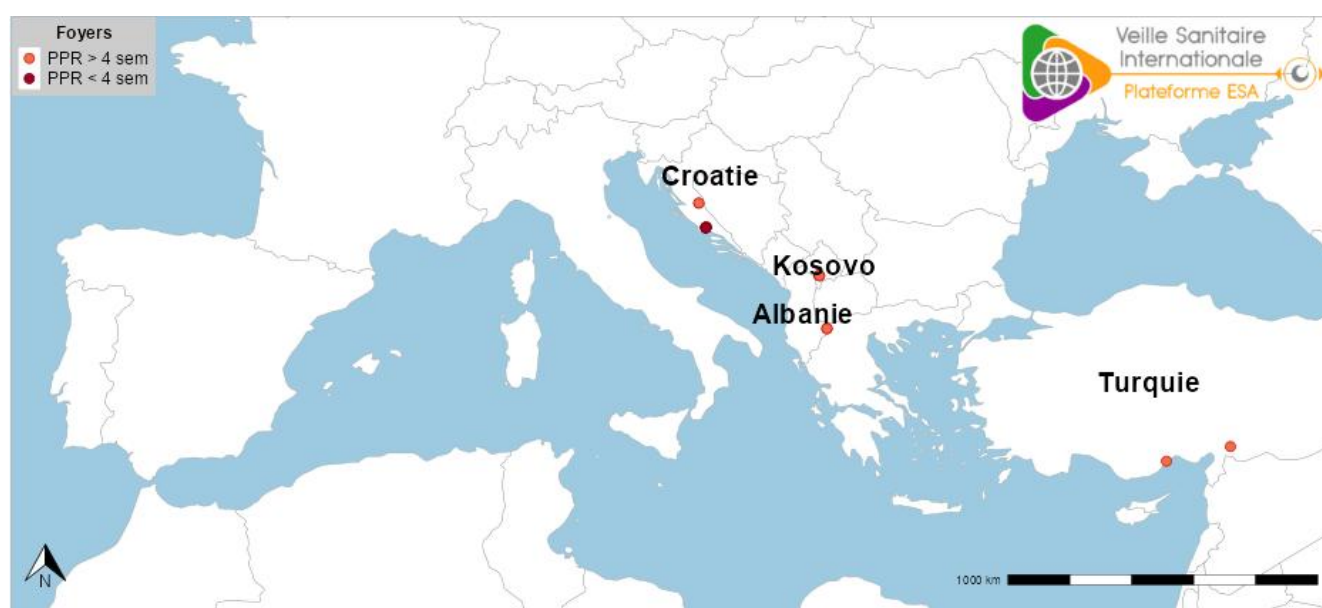 Foyers
PPR > 4 sem
PPR < 4 sem
Veille Sanitaire
Internationale
Plateforme ESA
Croatie
Kosovo
Albanie
Turquie
N
1000 km